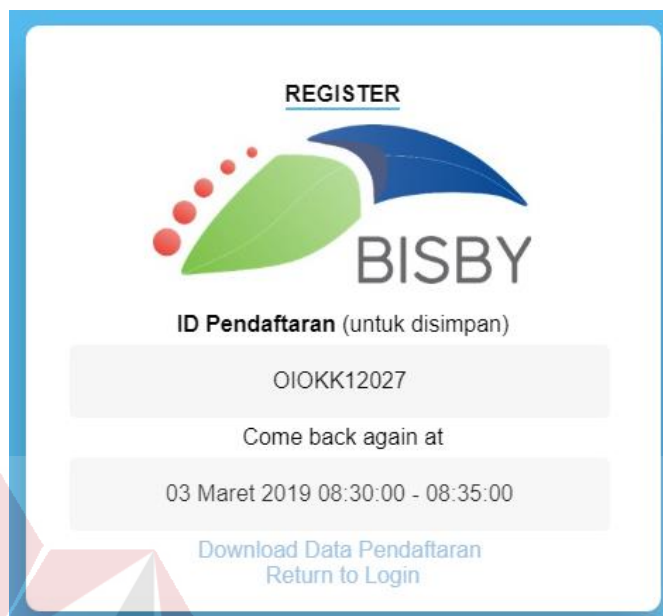 REGISTER
BISBY
ID Pendaftaran (untuk disimpan)
OIOKK12027
Come back again at
03 Maret 2019 08:30:00 - 08:35:00
Download Data Pendaftaran
Return to Login